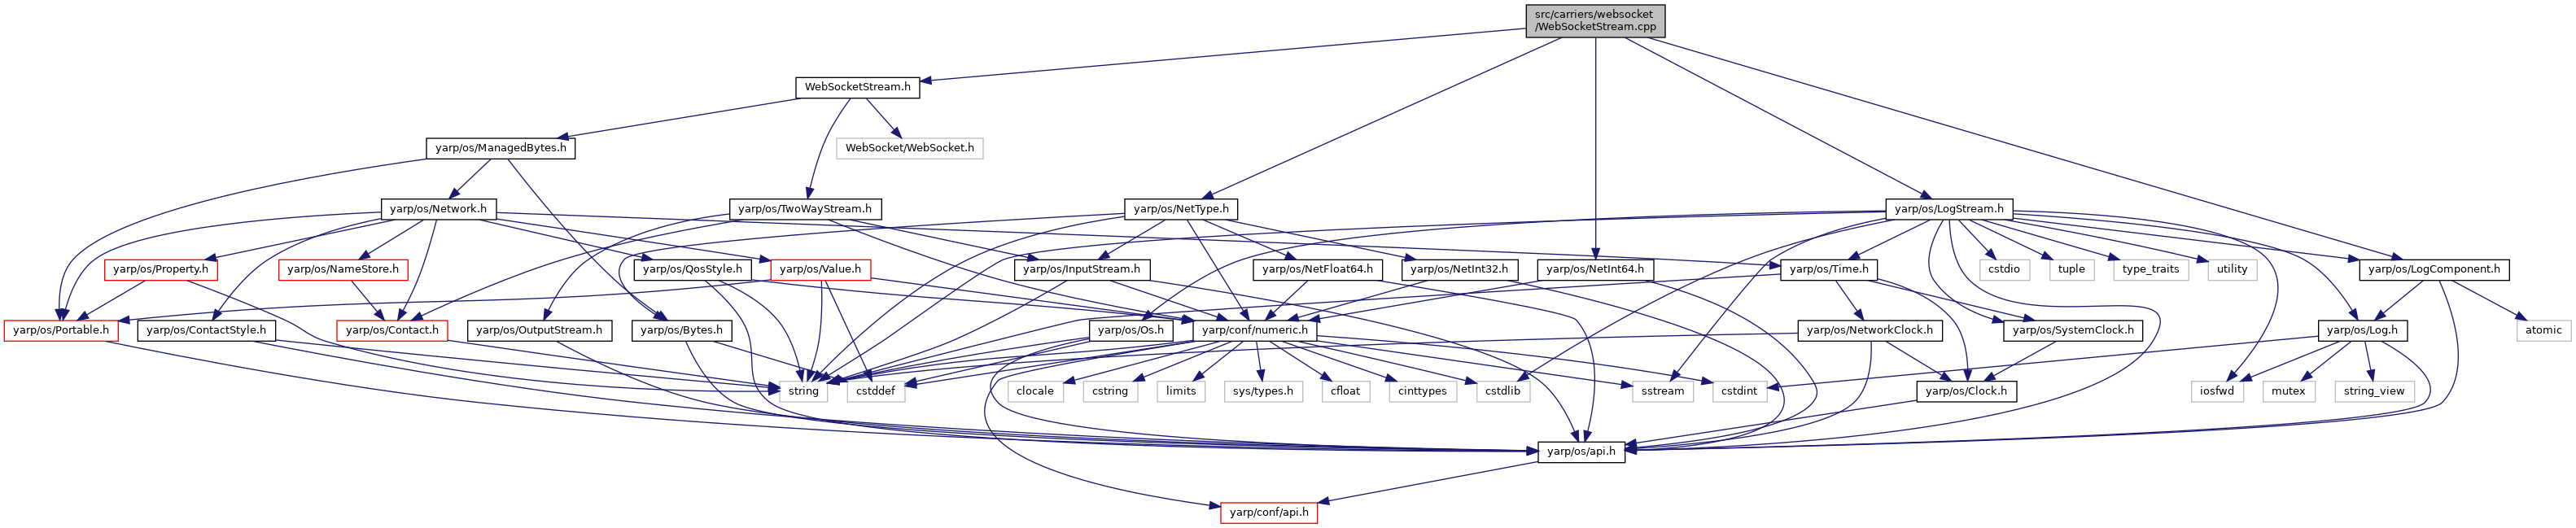 src/carriers/websocket
/WebSocketStream.cpp
WebSocketStream.h
yarp/os/ManagedBytes.h
WebSocket/WebSocket.h
yarp/os/Network.h
yarp/os/TwoWayStream.h
yarp/os/NetType.h
yarp/os/LogStream.h
yarp/os/Property.h
yarp/os/NameStore.h
yarp/os/QosStyle.h
yarp/os/Value.h
yarp/os/InputStream.h
yarp/os/NetFloat64.h
yarp/os/NetInt32.h
yarp/os/NetInt64.h
yarp/os/Time.h
cstdio
tuple
type_traits
utility
yarp/os/LogComponent.h
yarp/os/Portable.h
yarp/os/ContactStyle.h
yarp/os/Contact.h
yarp/os/OutputStream.h
yarp/os/Bytes.h
yarp/os/Os.h
yarp/conf/numeric.h
yarp/os/NetworkClock.h
yarp/os/SystemClock.h
yarp/os/Log.h
atomic
string
cstddef
clocale
cstring
limits
sys/types.h
cfloat
cinttypes
cstdlib
sstream
cstdint
yarp/os/Clock.h
iosfwd
mutex
string_view
yarp/os/api.h
yarp/conf/api.h